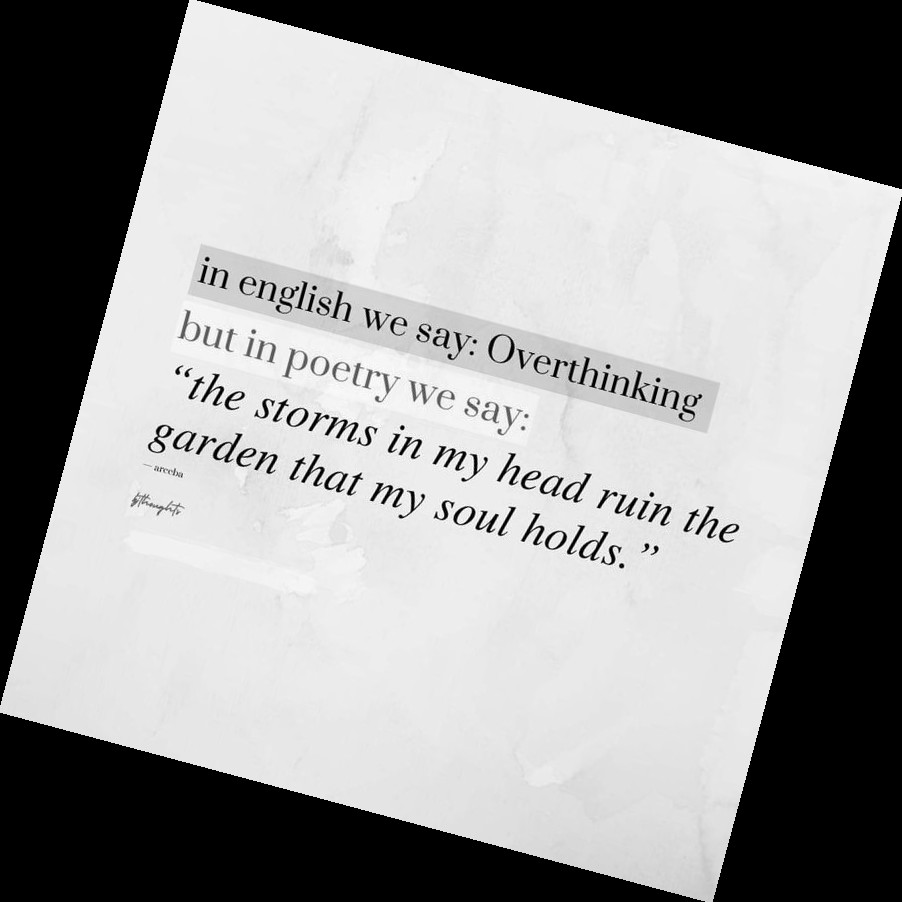 in english we say: Overthinking
but in poetry we say:
“the storms in my head ruin the
garden that my soul holds.”
— areeba
bthoughts